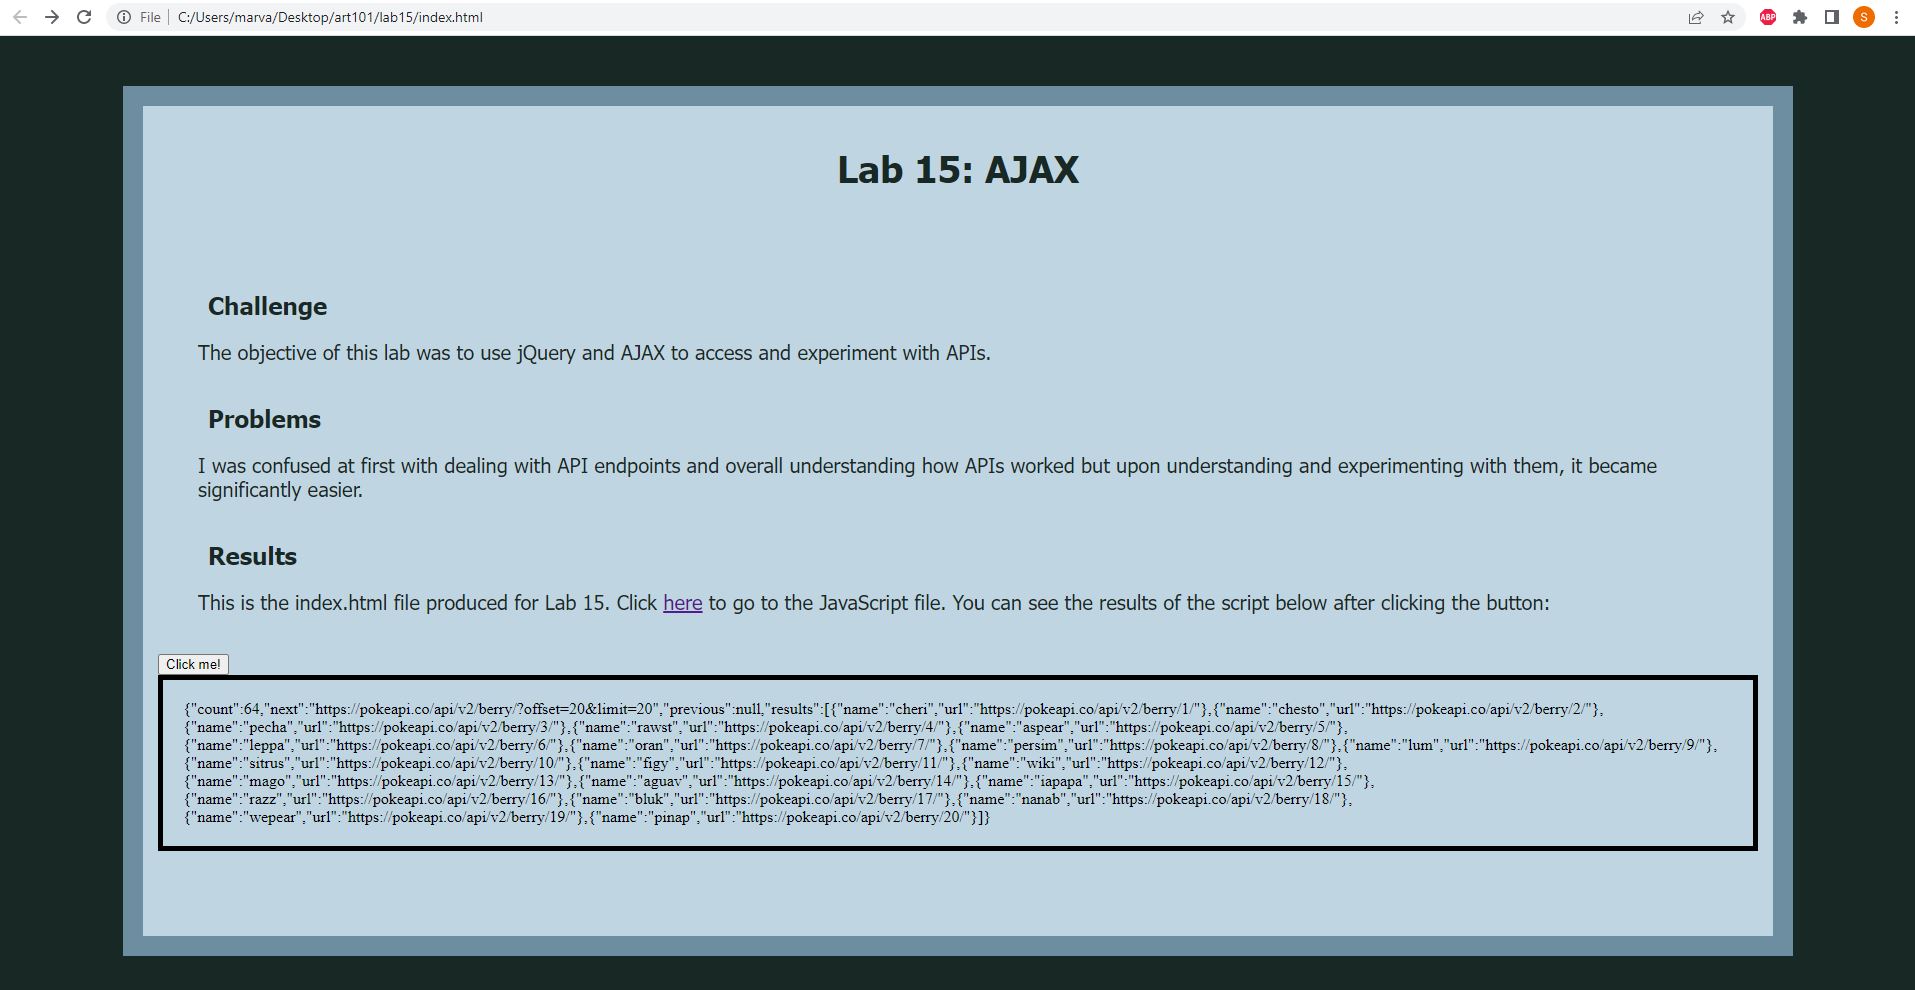 File
C:/Users/marva/Desktop/art101/lab15/index.html
ABP
S
Lab 15: AJAX
Challenge
The objective of this lab was to use jQuery and AJAX to access and experiment with APIs.
Problems
I was confused at first with dealing with API endpoints and overall understanding how APIs worked but upon understanding and experimenting with them, it became
significantly easier.
Results
This is the index.html file produced for Lab 15. Click here to go to the JavaScript file. You can see the results of the script below after clicking the button:
Click me!
{"count":64,"next":"https://pokeapi.co/api/v2/berry/?offset=20&limit=20","previous":null,"results":[{"name":"cheri","url":"https://pokeapi.co/api/v2/berry/1/"},{"name":"chesto","url":"https://pokeapi.co/api/v2/berry/2/"},
{"name":"pecha","url":"https://pokeapi.co/api/v2/berry/3/"},{"name":"rawst","url":"https://pokeapi.co/api/v2/berry/4/"},{"name":"aspear","url":"https://pokeapi.co/api/v2/berry/5/"},
{"name":"leppa","url":"https://pokeapi.co/api/v2/berry/6/"},{"name":"oran","url":"https://pokeapi.co/api/v2/berry/7/"},{"name":"persim","url":"https://pokeapi.co/api/v2/berry/8/"},{"name":"lum","url":"https://pokeapi.co/api/v2/berry/9/"},
{"name":"sitrus","url":"https://pokeapi.co/api/v2/berry/10/"},{"name":"figy","url":"https://pokeapi.co/api/v2/berry/11/"},{"name":"wiki","url":"https://pokeapi.co/api/v2/berry/12/"},
{"name":"mago","url":"https://pokeapi.co/api/v2/berry/13/"},{"name":"aguav","url":"https://pokeapi.co/api/v2/berry/14/"},{"name":"iapapa","url":"https://pokeapi.co/api/v2/berry/15/"},
{"name":"razz","url":"https://pokeapi.co/api/v2/berry/16/"},{"name":"bluk","url":"https://pokeapi.co/api/v2/berry/17/"},{"name":"nanab","url":"https://pokeapi.co/api/v2/berry/18/"},
{"name":"wepear","url":"https://pokeapi.co/api/v2/berry/19/"},{"name":"pinap","url":"https://pokeapi.co/api/v2/berry/20/"}]}